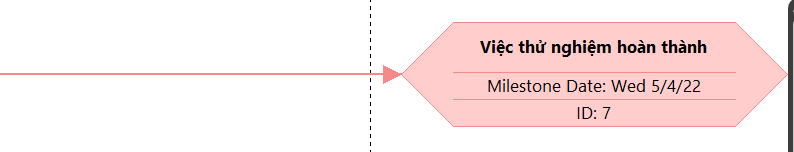 Việc thử nghiệm hoàn thành
Milestone Date: Wed 5/4/22
ID: 7